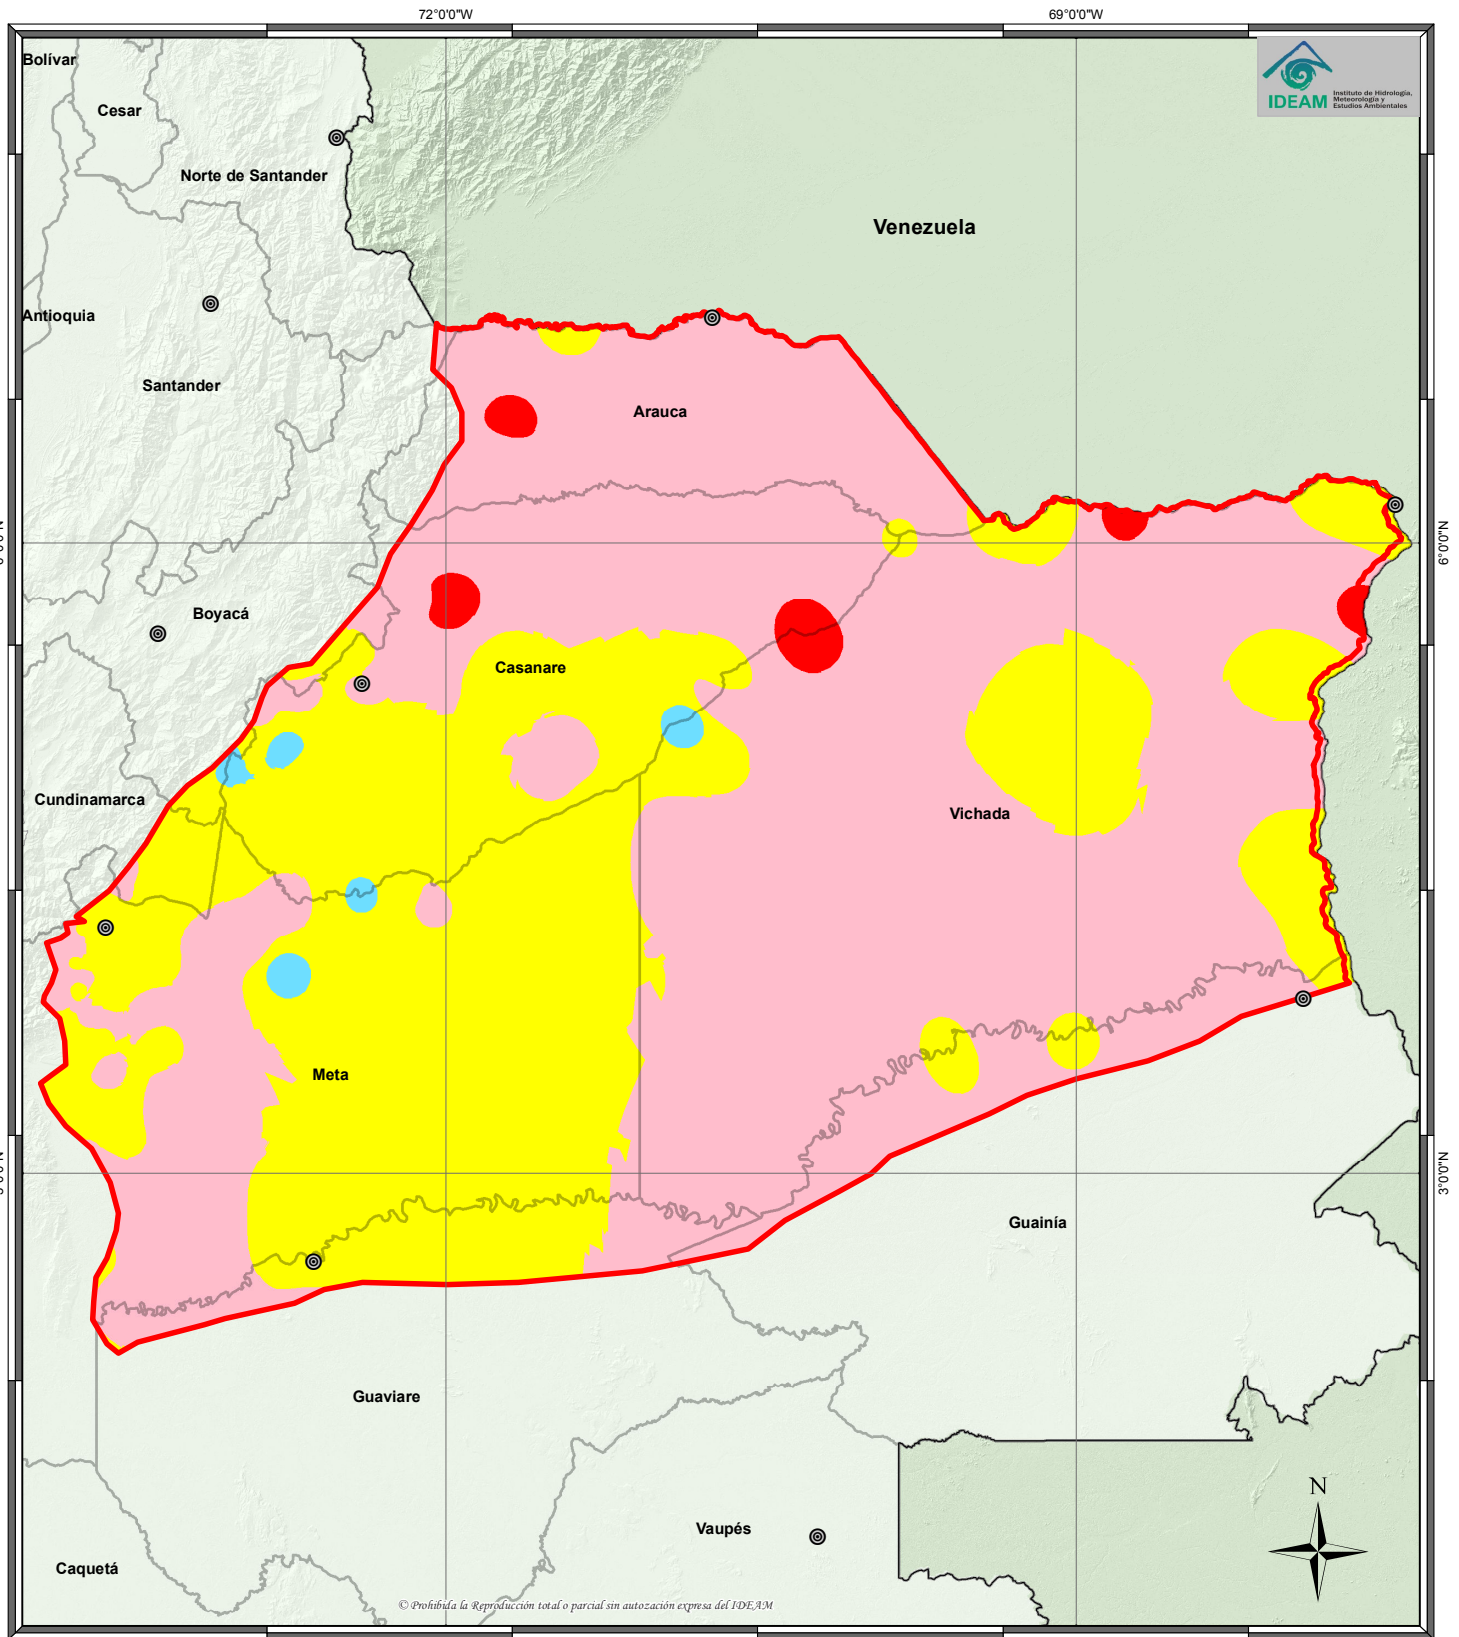 72°0'0"W
69°0'0"W
Bolívar
Cesar
Norte de Santander
Venezuela
IDEAM
Instituto de Hidrología,
Meteorología y
Estudios Ambientales
Antioquia
Santander
Arauca
6°0'0"N
Boyacá
Casanare
Cundinamarca
Vichada
Meta
3°0'0"N
Guainía
Guaviare
N
Vaupés
Caquetá
© Prohibida la Reproducción total o parcial sin autozación expresa del IDEAM